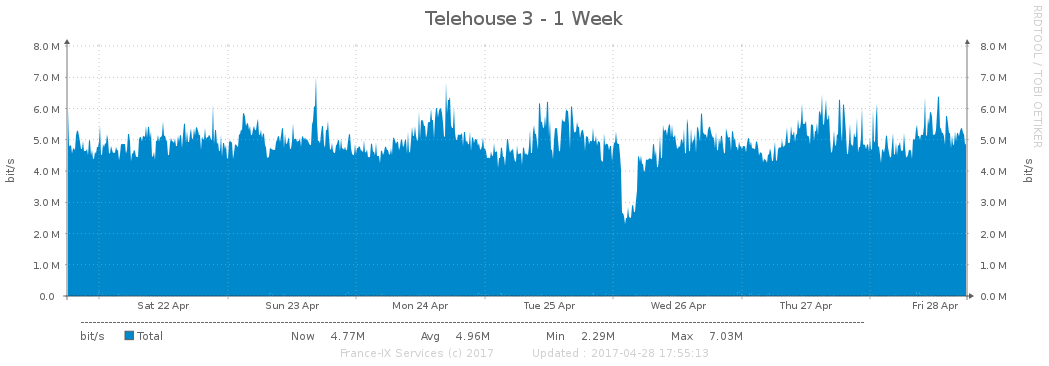 Telehouse 3 - 1 Week
RRDTOOL / TOBI OETIKER
8.0 M 8.0 M
7.0 M 7.0 M
6.0 M 6.0 M
5.0 M 5.0 M
4.0 M 4.0 M
3.0 M 3.0 M
2.0 M 2.0 M
1.0 M 1.0 M
0.0 0.0 M
bit/s
bit/s
Sat 22 Apr Sun 23 Apr Mon 24 Apr Tue 25 Apr Wed 26 Apr Thu 27 Apr Fri 28 Apr
bit/s Total Now 4.77M Avg 4.96M Min 2.29M Max 7.03M
France-IX Services (c) 2017 Updated : 2017-04-28 17:55:13